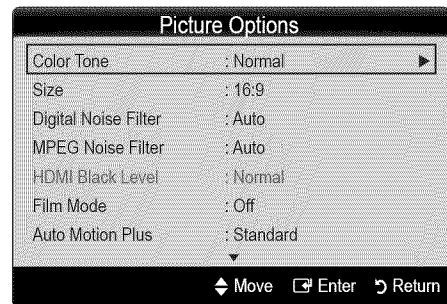 Picture Options
Color Tone : Normal
Size : 16:9
Digital Noise Filter : Auto
MPEG Noise Filter : Auto
HDMI Black Level : Normal
Film Mode : Off
Auto Motion Plus : Standard
Move Enter Return